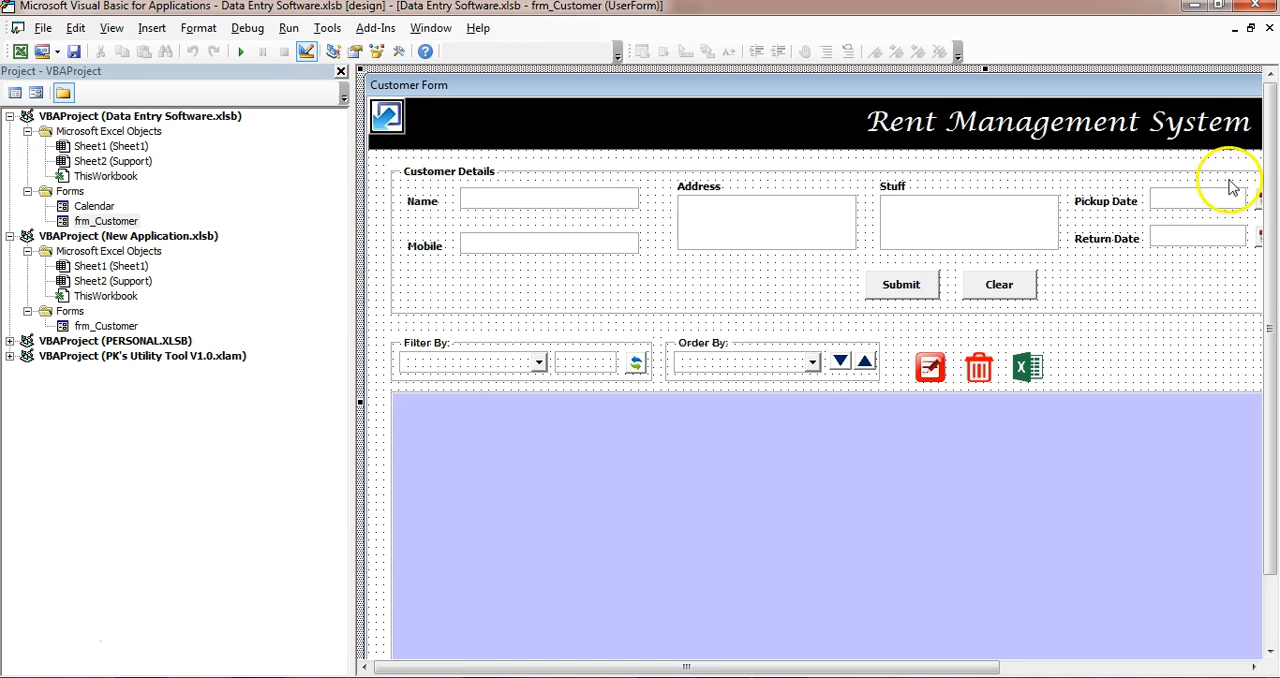 Microsoft Visual Basic for Applications - Data Entry Software.xlsb [design] - [Data Entry Software.xlsb - frm_Customer (UserForm)]
File Edit View Insert Format Debug Run Tools Add-Ins Window Help
Project - VBAProject
VBAProject (Data Entry Software.xlsb)
Microsoft Excel Objects
Sheet1 (Sheet1)
Sheet2 (Support)
ThisWorkbook
Forms
Calendar
frm_Customer
VBAProject (New Application.xlsb)
Microsoft Excel Objects
Sheet1 (Sheet1)
Sheet2 (Support)
ThisWorkbook
Forms
frm_Customer
VBAProject (PERSONAL.XLSB)
VBAProject (PK's Utility Tool V1.0.xlam)
Customer Form
Rent Management System
Customer Details
Name
Address
Stuff
Pickup Date
Mobile
Return Date
Submit
Clear
Filter By:
Order By: